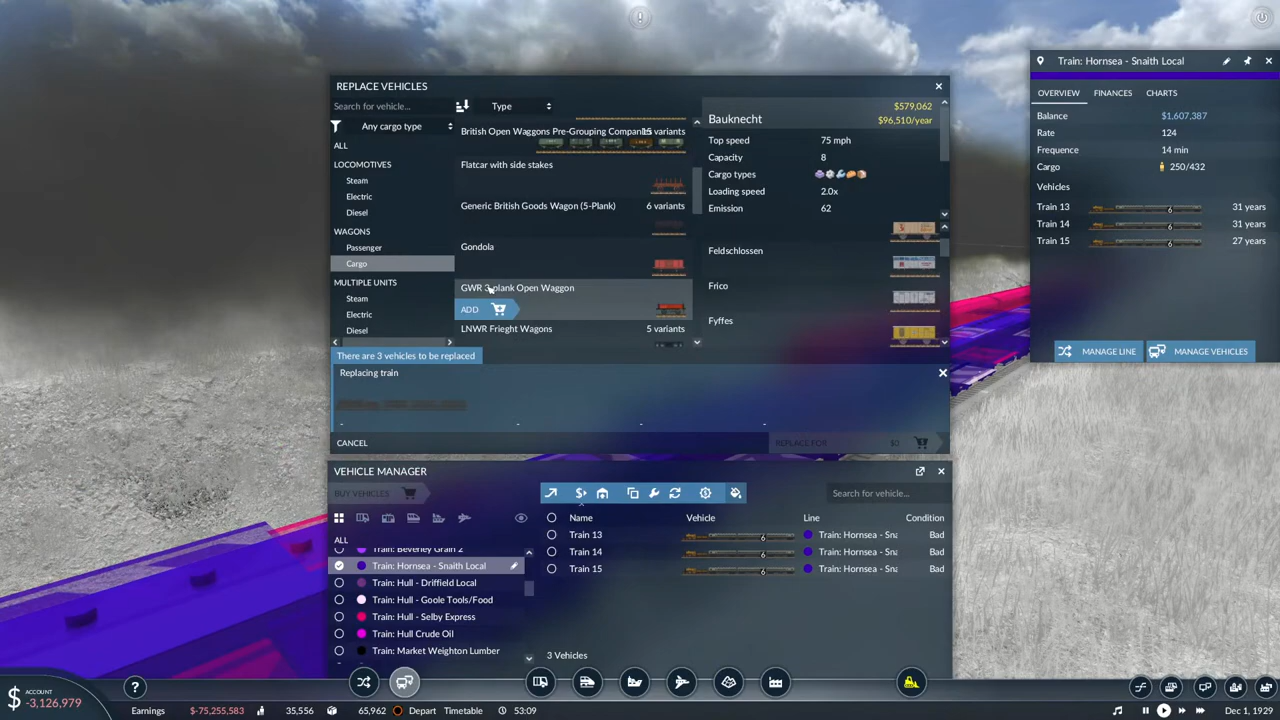 REPLACE VEHICLES
Search for vehicle...
Type
Any cargo type
ALL
LOCOMOTIVES
Steam
Electric
Diesel
WAGONS
Passenger
Cargo
MULTIPLE UNITS
Steam
Electric
Diesel
British Open Waggons Pre-Grouping Companies
variants
Flatcar with side stakes
Generic British Goods Wagon (5-Plank)
6 variants
Gondola
GWR 3-plank Open Waggon
ADD
LNWR Frieght Wagons
5 variants
$579,062
Bauknecht
$96,510/year
Top speed
75 mph
Capacity
8
Cargo types
Loading speed
2.0x
Emission
62
Feldschlossen
Frico
Fyffes
There are 3 vehicles to be replaced
Replacing train
-
-
-
-
CANCEL
REPLACE FOR
$0
Train: Hornsea - Snaith Local
OVERVIEW
FINANCES
CHARTS
Balance
$1,607,387
Rate
124
Frequence
14 min
Cargo
250/432
Vehicles
Train 13
6
31 years
Train 14
6
31 years
Train 15
6
27 years
MANAGE LINE
MANAGE VEHICLES
VEHICLE MANAGER
BUY VEHICLES
Search for vehicle...
ALL
Train: Beverley Grain 2
Train: Hornsea - Snaith Local
Train: Hull - Driffield Local
Train: Hull - Goole Tools/Food
Train: Hull - Selby Express
Train: Hull Crude Oil
Train: Market Weighton Lumber
Name
Vehicle
Line
Condition
Train 13
6
Train: Hornsea - Sna
Bad
Train 14
6
Train: Hornsea - Sna
Bad
Train 15
6
Train: Hornsea - Sna
Bad
3 Vehicles
$
ACCOUNT
-3,126,979
?
Earnings
$-75,255,583
35,556
65,962
Depart
Timetable
53:09
Dec 1, 1929